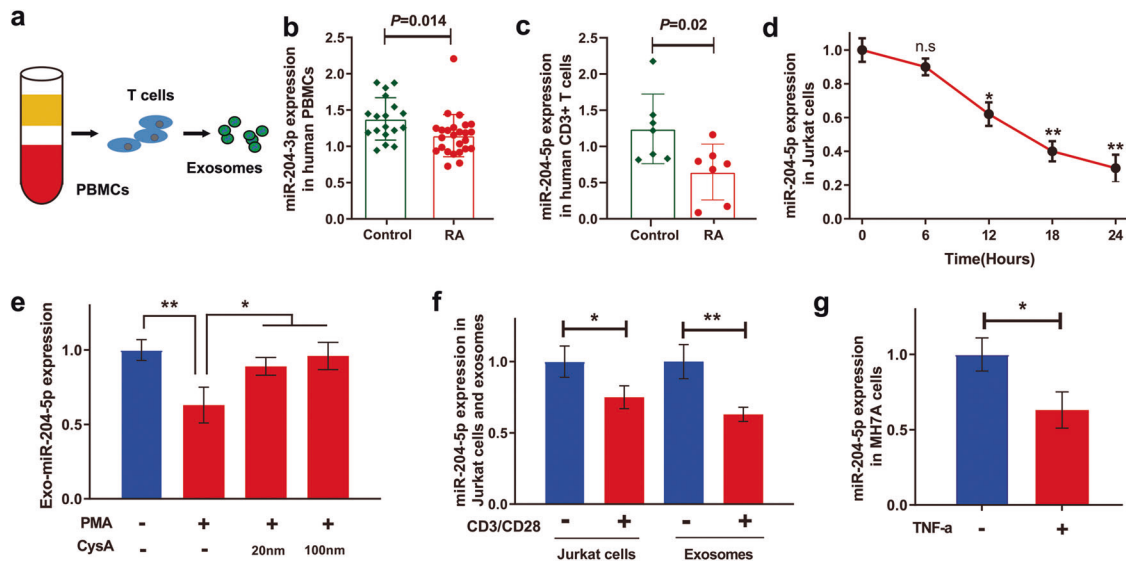 a
T cells
PBMCs
Exosomes
b
P=0.014
miR-204-3p expression
in human PBMCs
2.5
2.0
1.5
1.0
0.5
0.0
Control
RA
c
P=0.02
miR-204-5p expression
in human CD3+ T cells
2.5
2.0
1.5
1.0
0.5
0.0
Control
RA
d
miR-204-5p expression
in Jurkat cells
1.0
0.8
0.6
0.4
0.2
0.0
n.s
*
**
**
0
6
12
18
24
Time(Hours)
e
Exo-miR-204-5p expression
1.0
0.5
0.0
**
*
PMA - + + +
CysA - - 20nm 100nm
f
miR-204-5p expression in
Jurkat cells and exosomes
1.0
0.5
0.0
*
**
CD3/CD28 - + - +
Jurkat cells
Exosomes
g
miR-204-5p expression
in MH7A cells
1.0
0.5
0.0
*
TNF-a - +